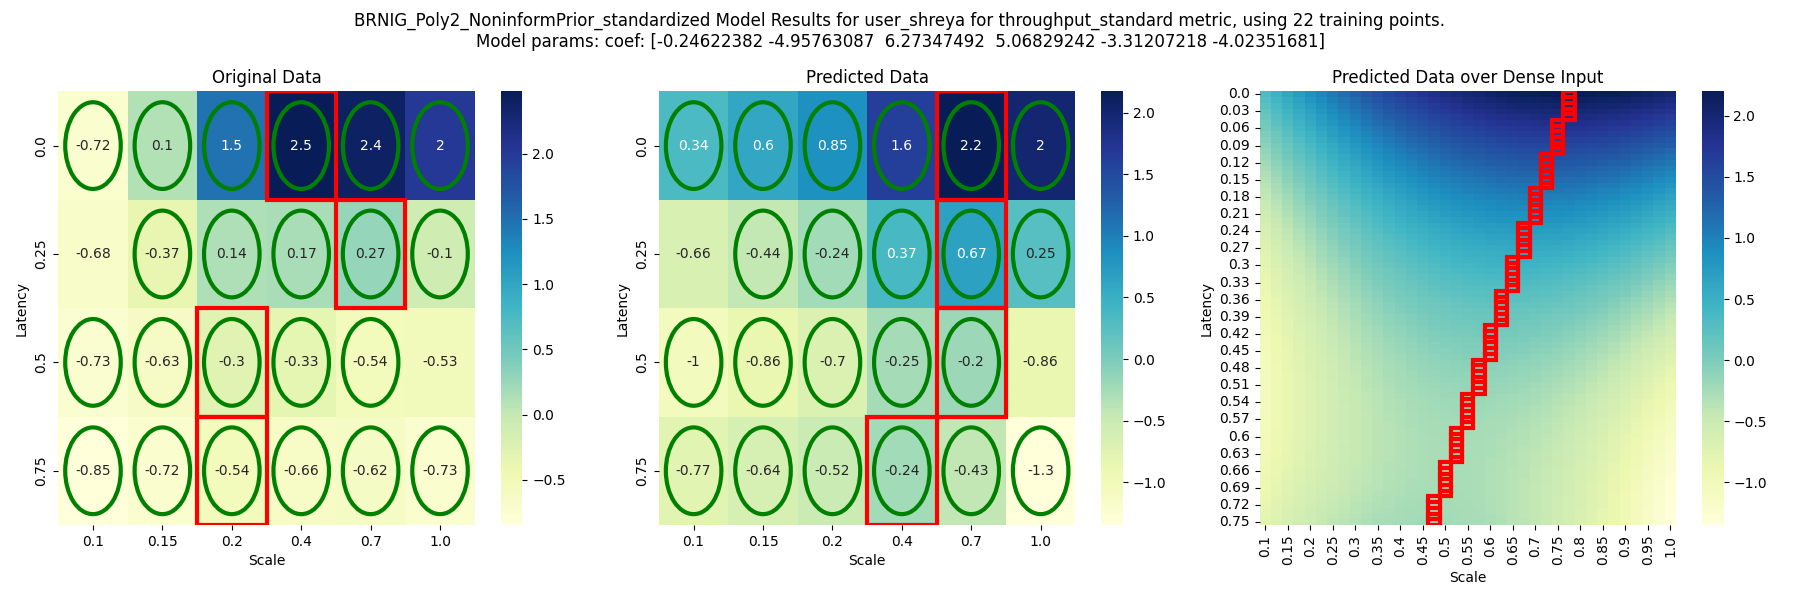 BRNIG_Poly2_NoninformPrior_standardized Model Results for user_shreya for throughput_standard metric, using 22 training points.
Model params: coef: [-0.24622382 -4.95763087  6.27347492  5.06829242 -3.31207218 -4.02351681]
Original Data
Latency
0.0 -0.72 0.1 1.5 2.5 2.4 2
0.25 -0.68 -0.37 0.14 0.17 0.27 -0.1
0.5 -0.73 -0.63 -0.3 -0.33 -0.54 -0.53
0.75 -0.85 -0.72 -0.54 -0.66 -0.62 -0.73
0.1 0.15 0.2 0.4 0.7 1.0
Scale
2.0
1.5
1.0
0.5
0.0
−0.5
Predicted Data
Latency
0.0 0.34 0.6 0.85 1.6 2.2 2
0.25 -0.66 -0.44 -0.24 0.37 0.67 0.25
0.5 -1 -0.86 -0.7 -0.25 -0.2 -0.86
0.75 -0.77 -0.64 -0.52 -0.24 -0.43 -1.3
0.1 0.15 0.2 0.4 0.7 1.0
Scale
2.0
1.5
1.0
0.5
0.0
−0.5
−1.0
Predicted Data over Dense Input
Latency
0.0
0.03
0.06
0.09
0.12
0.15
0.18
0.21
0.24
0.27
0.3
0.33
0.36
0.39
0.42
0.45
0.48
0.51
0.54
0.57
0.6
0.63
0.66
0.69
0.72
0.75
0.1 0.15 0.2 0.25 0.3 0.35 0.4 0.45 0.5 0.55 0.6 0.65 0.7 0.75 0.8 0.85 0.9 0.95 1.0
Scale
2.0
1.5
1.0
0.5
0.0
−0.5
−1.0